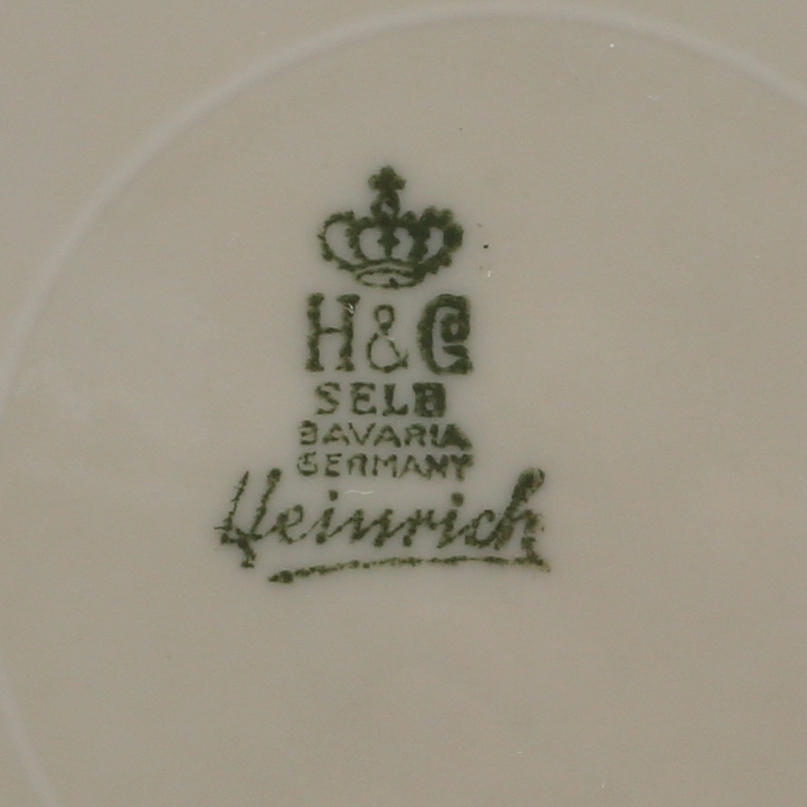 H&C
SELB
BAVARIA
GERMANY
Heinrich